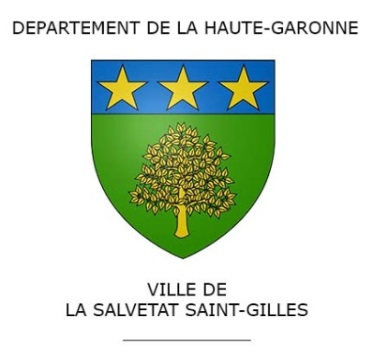 DEPARTEMENT DE LA HAUTE-GARONNE
VILLE DE
LA SALVETAT SAINT-GILLES